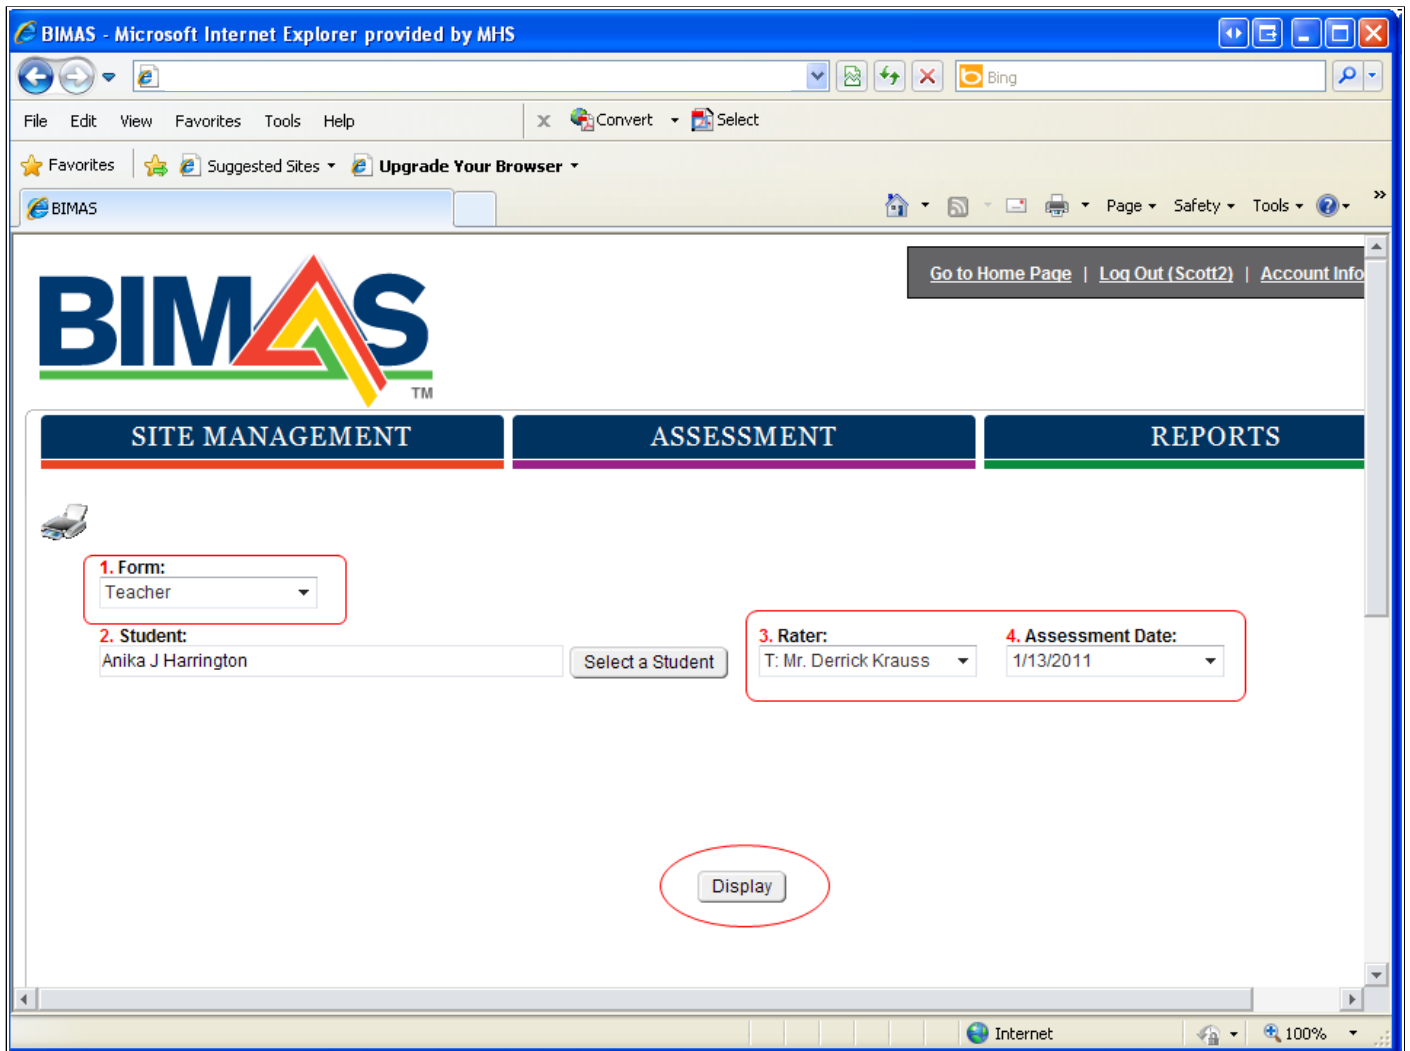 BIMAS - Microsoft Internet Explorer provided by MHS
Bing
File Edit View Favorites Tools Help
x Convert Select
Favorites Suggested Sites Upgrade Your Browser
BIMAS
Page Safety Tools »
Go to Home Page | Log Out (Scott2) | Account Info
BIMAS
TM
SITE MANAGEMENT ASSESSMENT REPORTS
1. Form:
Teacher
2. Student:
Anika J Harrington
Select a Student
3. Rater:
T: Mr. Derrick Krauss
4. Assessment Date:
1/13/2011
Display
Internet 100%